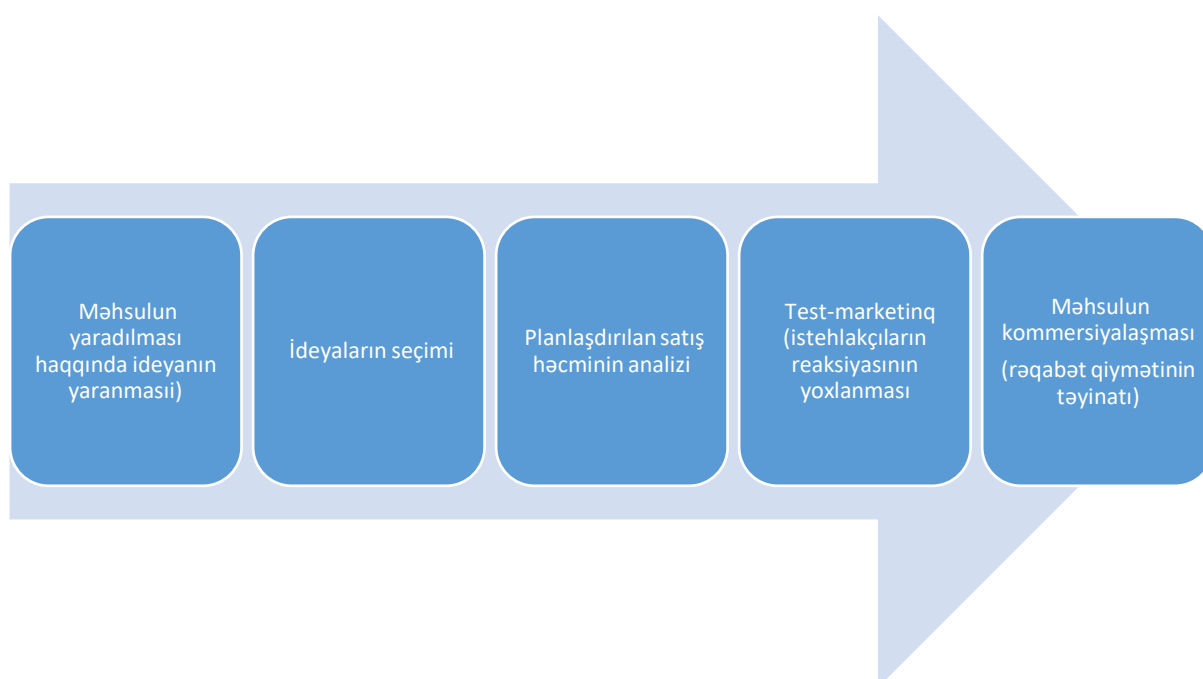 Məhsulun
yaradılması
haqqında ideyanın
yaranmasıi)
İdeyaların seçimi
Planlaşdırılan satış
həcminin analizi
Test-marketinq
(istehlakçıların
reaksiyasının
yoxlanması
Məhsulun
kommersiyalaşması
(rəqabət qiymətinin
təyinatı)